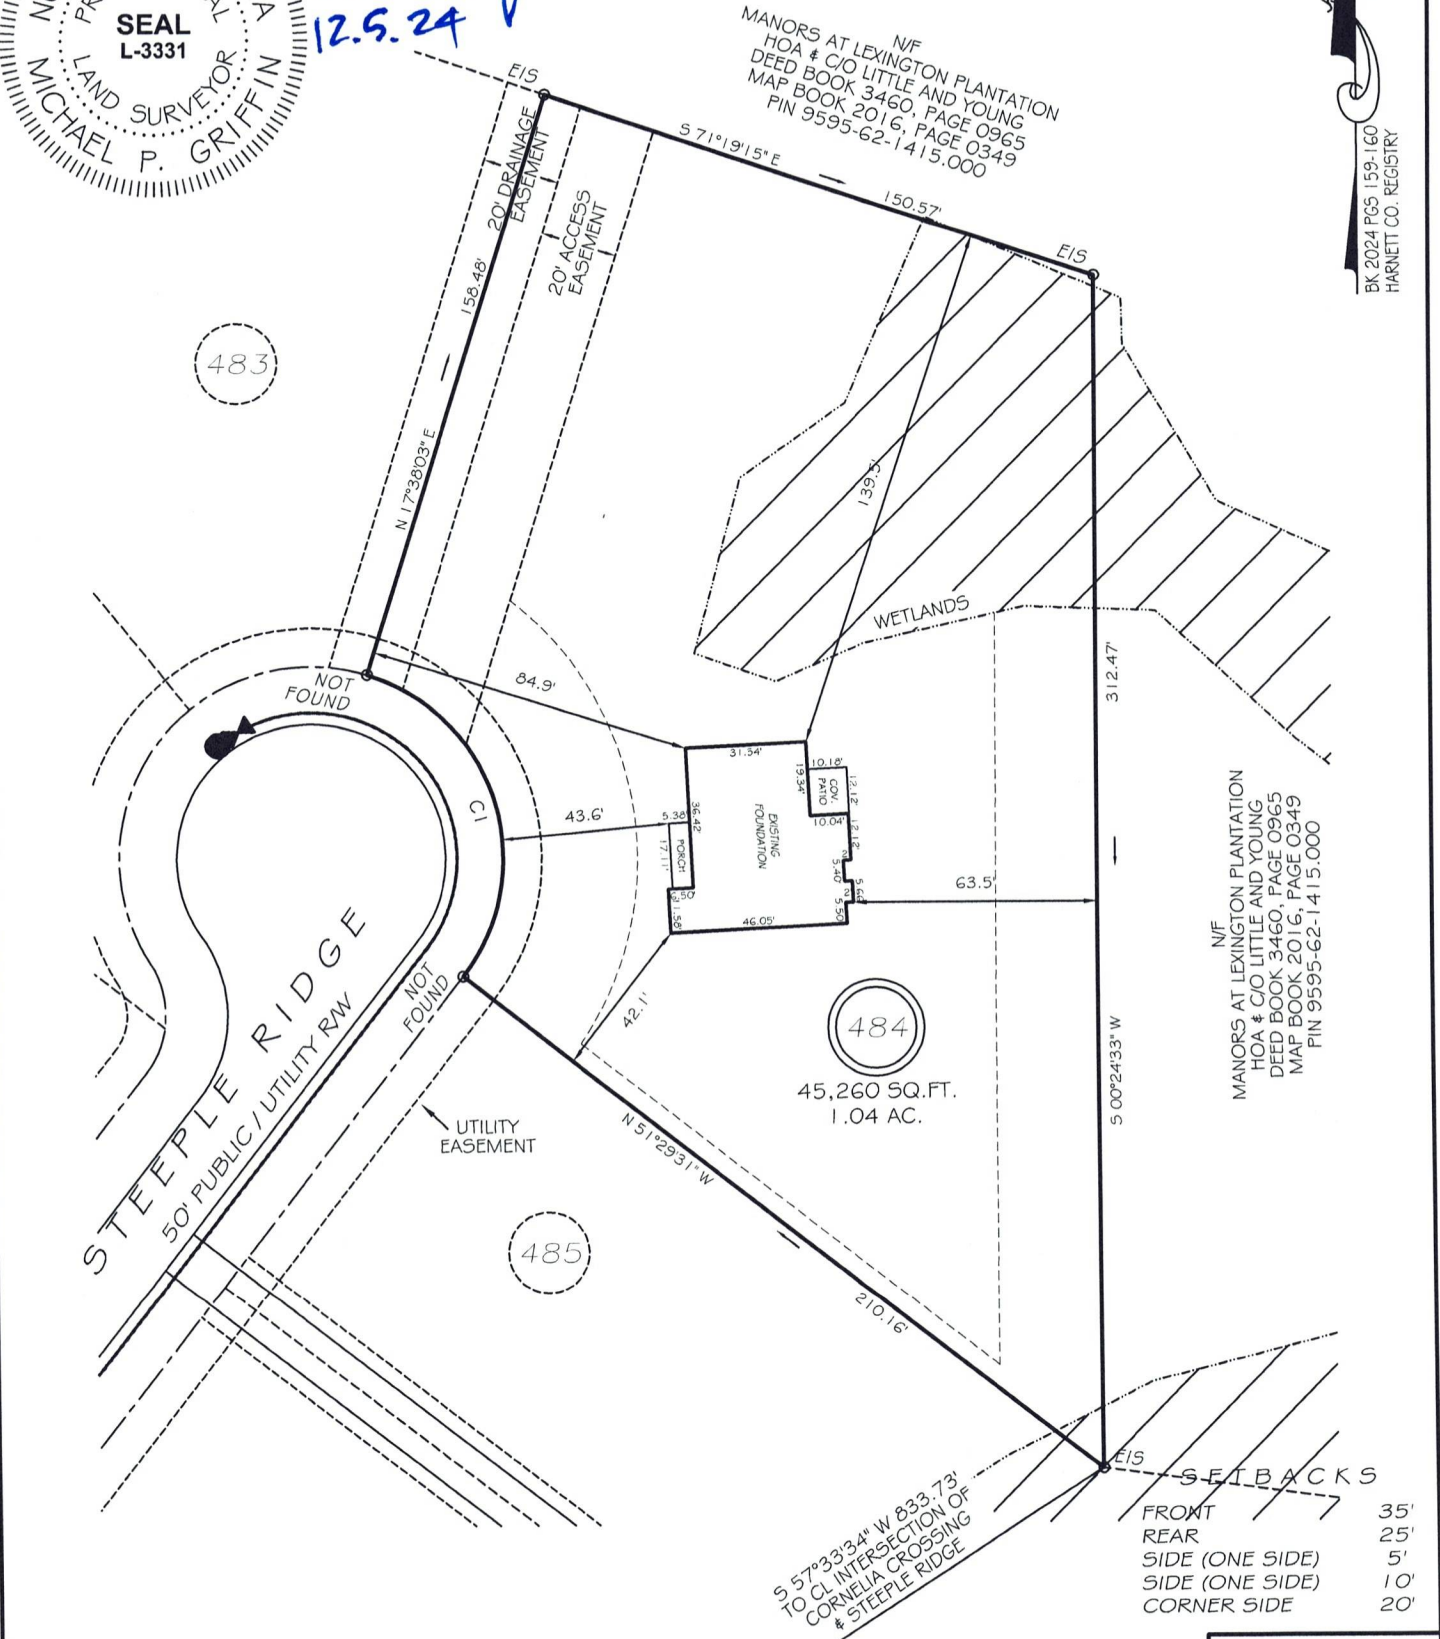 SEAL
L-3331
LAND SURVEYOR
MICHAEL P. GRIFFIN
12.5.24
EIS
N/F
MANORS AT LEXINGTON PLANTATION
HOA & C/O LITTLE AND YOUNG
DEED BOOK 3460, PAGE 0965
MAP BOOK 2016, PAGE 0349
PIN 9595-62-1415.000
BK 2024 PGS 159-160
HARNETT CO. REGISTRY
S 71°19'15" E
150.57'
EIS
20' DRAINAGE
EASEMENT
20' ACCESS
EASEMENT
158.48'
N 17°38'03" E
483
139.5'
WETLANDS
NOT
FOUND
84.9'
312.47'
31.54'
19.34'
10.18'
COV.
PATIO
12.12'
10.04'
12.12'
EXISTING
FOUNDATION
36.42'
5.38'
43.6'
PORCH
17.11'
C1
2'
5.40'
5.66'
2'
5.50'
.50'
11.58'
46.05'
63.5'
N/F
MANORS AT LEXINGTON PLANTATION
HOA & C/O LITTLE AND YOUNG
DEED BOOK 3460, PAGE 0965
MAP BOOK 2016, PAGE 0349
PIN 9595-62-1415.000
NOT
FOUND
42.1'
484
45,260 SQ.FT.
1.04 AC.
S 00°24'33" W
STEEPLE RIDGE
50' PUBLIC / UTILITY R/W
UTILITY
EASEMENT
N 51°29'31" W
485
210.16'
EIS
S 57°33'34" W 833.73'
TO CL INTERSECTION OF
CORNELIA CROSSING
& STEEPLE RIDGE
SETBACKS
FRONT 35'
REAR 25'
SIDE (ONE SIDE) 5'
SIDE (ONE SIDE) 10'
CORNER SIDE 20'